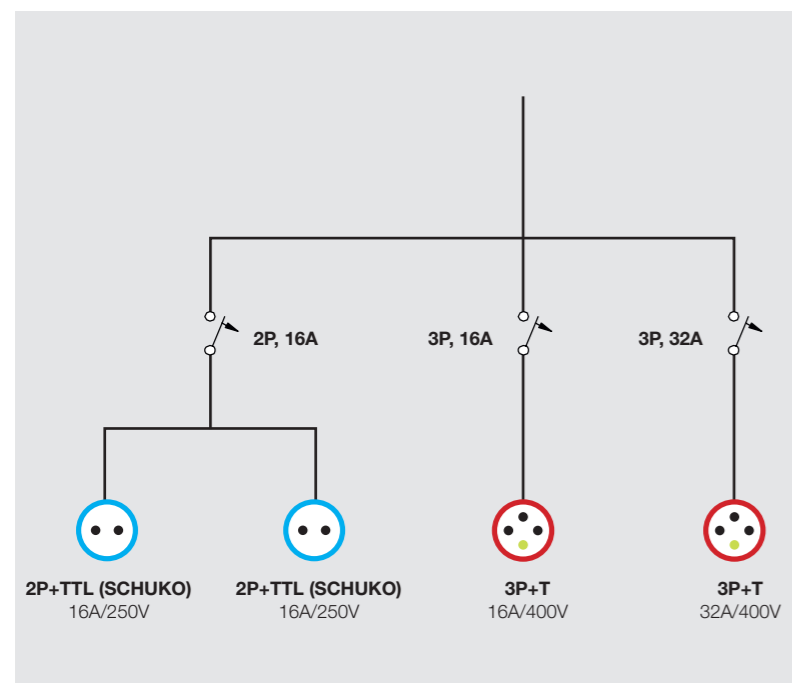 2P, 16A
3P, 16A
3P, 32A
2P+TTL (SCHUKO)
16A/250V
2P+TTL (SCHUKO)
16A/250V
3P+T
16A/400V
3P+T
32A/400V